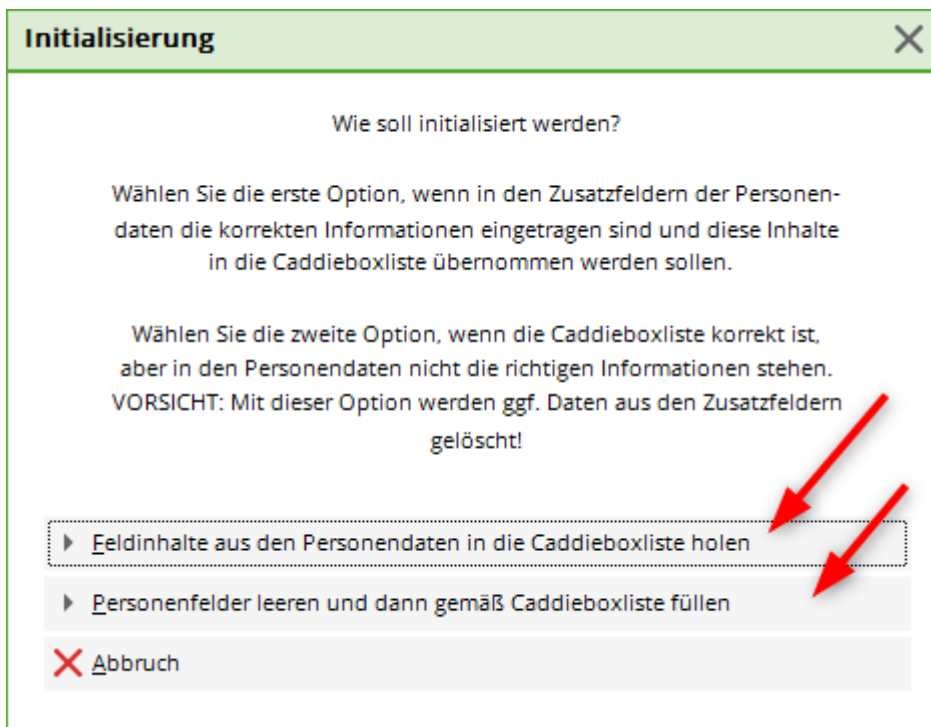 Initialisierung
Wie soll initialisiert werden?
Wählen Sie die erste Option, wenn in den Zusatzfeldern der Personen-
daten die korrekten Informationen eingetragen sind und diese Inhalte
in die Caddieboxliste übernommen werden sollen.
Wählen Sie die zweite Option, wenn die Caddieboxliste korrekt ist,
aber in den Personendaten nicht die richtigen Informationen stehen.
VORSICHT: Mit dieser Option werden ggf. Daten aus den Zusatzfeldern
gelöscht!
Feldinhalte aus den Personendaten in die Caddieboxliste holen
Personenfelder leeren und dann gemäß Caddieboxliste füllen
Abbruch